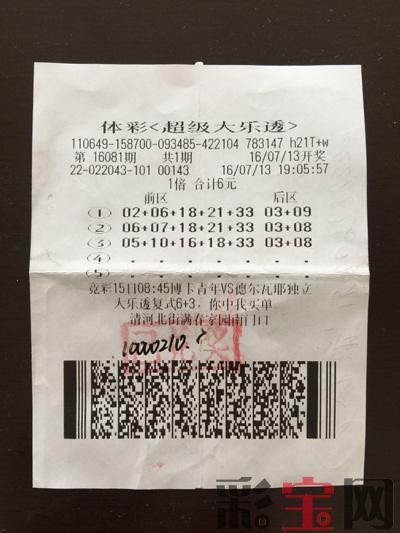 体彩<超级大乐透>
110649-158700-093485-422104 783147 h21T+w
第 16081期 共1期 16/07/13开奖
22-022043-101 00143 16/07/13 19:05:57
1倍 合计6元
前区 后区
① 02+06+18+21+33 03+09
② 06+07+18+21+33 03+08
③ 05+10+16+18+33 03+08
④ . .
⑤ . .
竞彩15日08:45博卡青年VS德尔瓦耶独立
大乐透复式6+3，你中我买单
清河北街满春家园南门口
已兑奖
彩宝网